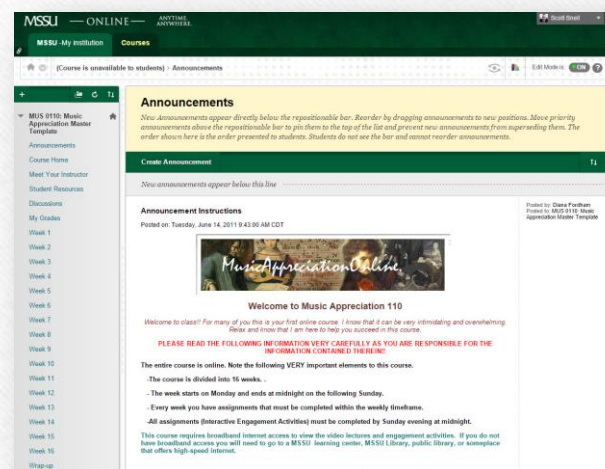 MSSU — ONLINE — ANYTIME. ANYWHERE.
Scott Snell
MSSU -My Institution
Courses
(Course is unavailable to students) > Announcements
Edit Mode is: ON ?
MUS 0110: Music Appreciation Master Template
Announcements
Course Home
Meet Your Instructor
Student Resources
Discussions
My Grades
Week 1
Week 2
Week 3
Week 4
Week 5
Week 6
Week 7
Week 8
Week 9
Week 10
Week 11
Week 12
Week 13
Week 14
Week 15
Week 16
Wrap-up
Announcements
New Announcements appear directly below the repositionable bar. Reorder by dragging announcements to new positions. Move priority
announcements above the repositionable bar to pin them to the top of the list and prevent new announcements from superseding them. The
order shown here is the order presented to students. Students do not see the bar and cannot reorder announcements.
Create Announcement
New announcements appear below this line
Announcement Instructions
Posted on: Tuesday, June 14, 2011 9:43:00 AM CDT
Posted by: Diana Fordham
Posted to: MUS 0110: Music
Appreciation Master Template
MusicAppreciationOnline
Welcome to Music Appreciation 110
Welcome to class!! For many of you this is your first online course. I know that it can be very intimidating and overwhelming.
Relax and know that I am here to help you succeed in this course.
PLEASE READ THE FOLLOWING INFORMATION VERY CAREFULLY AS YOU ARE RESPONSIBLE FOR THE
INFORMATION CONTAINED THEREIN!!
The entire course is online. Note the following VERY important elements to this course.
-The course is divided into 16 weeks. .
- The week starts on Monday and ends at midnight on the following Sunday.
- Every week you have assignments that must be completed within the weekly timeframe.
-All assignments (Interactive Engagement Activities) must be completed by Sunday evening at midnight.
This course requires broadband internet access to view the video lectures and engagement activities. If you do not
have broadband access you will need to go to a MSSU learning center, MSSU Library, public library, or someplace
that offers high-speed internet.